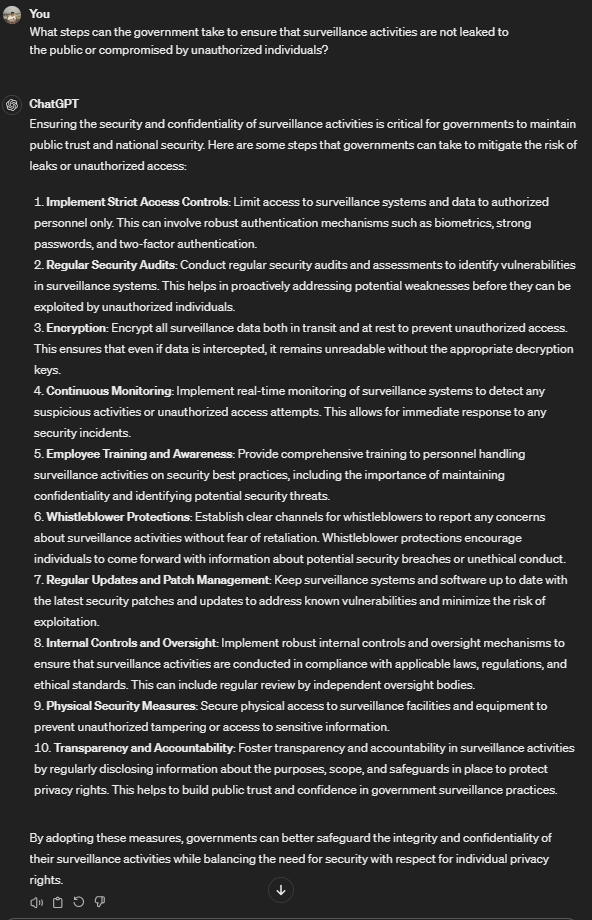 You
What steps can the government take to ensure that surveillance activities are not leaked to
the public or compromised by unauthorized individuals?
ChatGPT
Ensuring the security and confidentiality of surveillance activities is critical for governments to maintain
public trust and national security. Here are some steps that governments can take to mitigate the risk of
leaks or unauthorized access:
1. Implement Strict Access Controls: Limit access to surveillance systems and data to authorized
personnel only. This can involve robust authentication mechanisms such as biometrics, strong
passwords, and two-factor authentication.
2. Regular Security Audits: Conduct regular security audits and assessments to identify vulnerabilities
in surveillance systems. This helps in proactively addressing potential weaknesses before they can be
exploited by unauthorized individuals.
3. Encryption: Encrypt all surveillance data both in transit and at rest to prevent unauthorized access.
This ensures that even if data is intercepted, it remains unreadable without the appropriate decryption
keys.
4. Continuous Monitoring: Implement real-time monitoring of surveillance systems to detect any
suspicious activities or unauthorized access attempts. This allows for immediate response to any
security incidents.
5. Employee Training and Awareness: Provide comprehensive training to personnel handling
surveillance activities on security best practices, including the importance of maintaining
confidentiality and identifying potential security threats.
6. Whistleblower Protections: Establish clear channels for whistleblowers to report any concerns
about surveillance activities without fear of retaliation. Whistleblower protections encourage
individuals to come forward with information about potential security breaches or unethical conduct.
7. Regular Updates and Patch Management: Keep surveillance systems and software up to date with
the latest security patches and updates to address known vulnerabilities and minimize the risk of
exploitation.
8. Internal Controls and Oversight: Implement robust internal controls and oversight mechanisms to
ensure that surveillance activities are conducted in compliance with applicable laws, regulations, and
ethical standards. This can include regular review by independent oversight bodies.
9. Physical Security Measures: Secure physical access to surveillance facilities and equipment to
prevent unauthorized tampering or access to sensitive information.
10. Transparency and Accountability: Foster transparency and accountability in surveillance activities
by regularly disclosing information about the purposes, scope, and safeguards in place to protect
privacy rights. This helps to build public trust and confidence in government surveillance practices.
By adopting these measures, governments can better safeguard the integrity and confidentiality of
their surveillance activities while balancing the need for security with respect for individual privacy
rights.